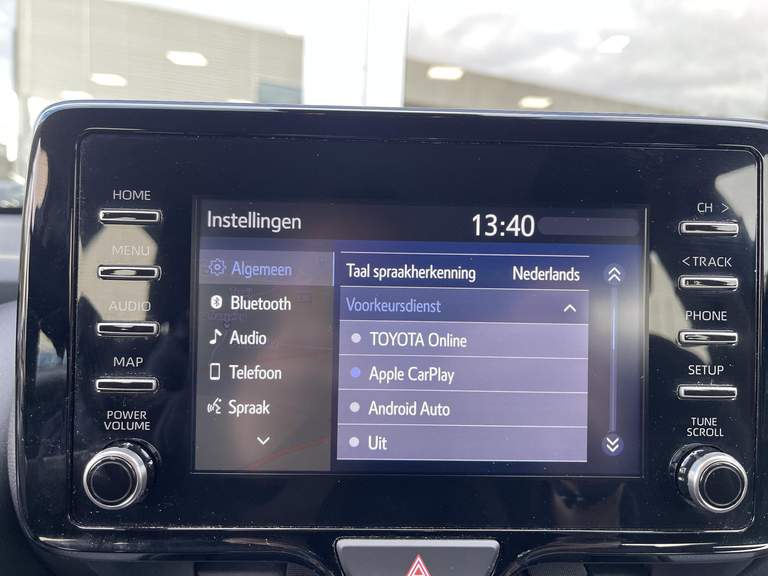 HOME
MENU
AUDIO
MAP
POWER
VOLUME
Instellingen 13:40
Algemeen
Bluetooth
Audio
Telefoon
Spraak
Taal spraakherkenning Nederlands
Voorkeursdienst
TOYOTA Online
Apple CarPlay
Android Auto
Uit
CH >
< TRACK
PHONE
SETUP
TUNE
SCROLL